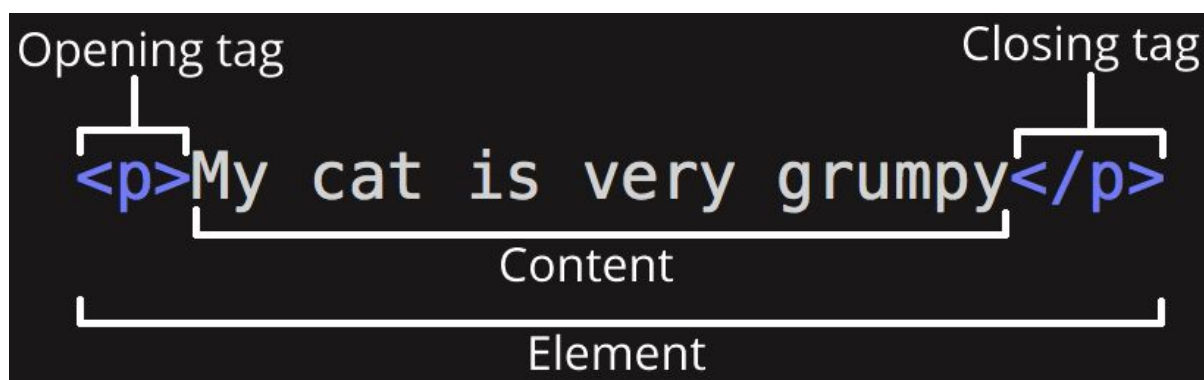 Opening tag
Closing tag
<p>My cat is very grumpy</p>
Content
Element